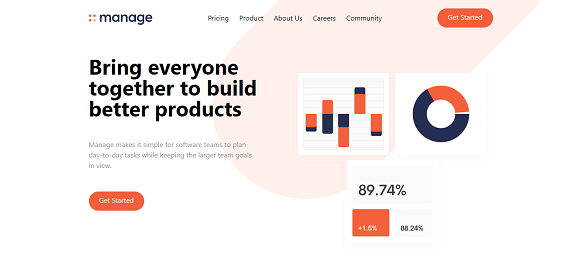 manage
Pricing Product About Us Careers Community
Get Started
Bring everyone
together to build
better products
Manage makes it simple for software teams to plan
day-to-day tasks while keeping the larger team goals
in view.
Get Started
89.74%
+1.5% 88.24%